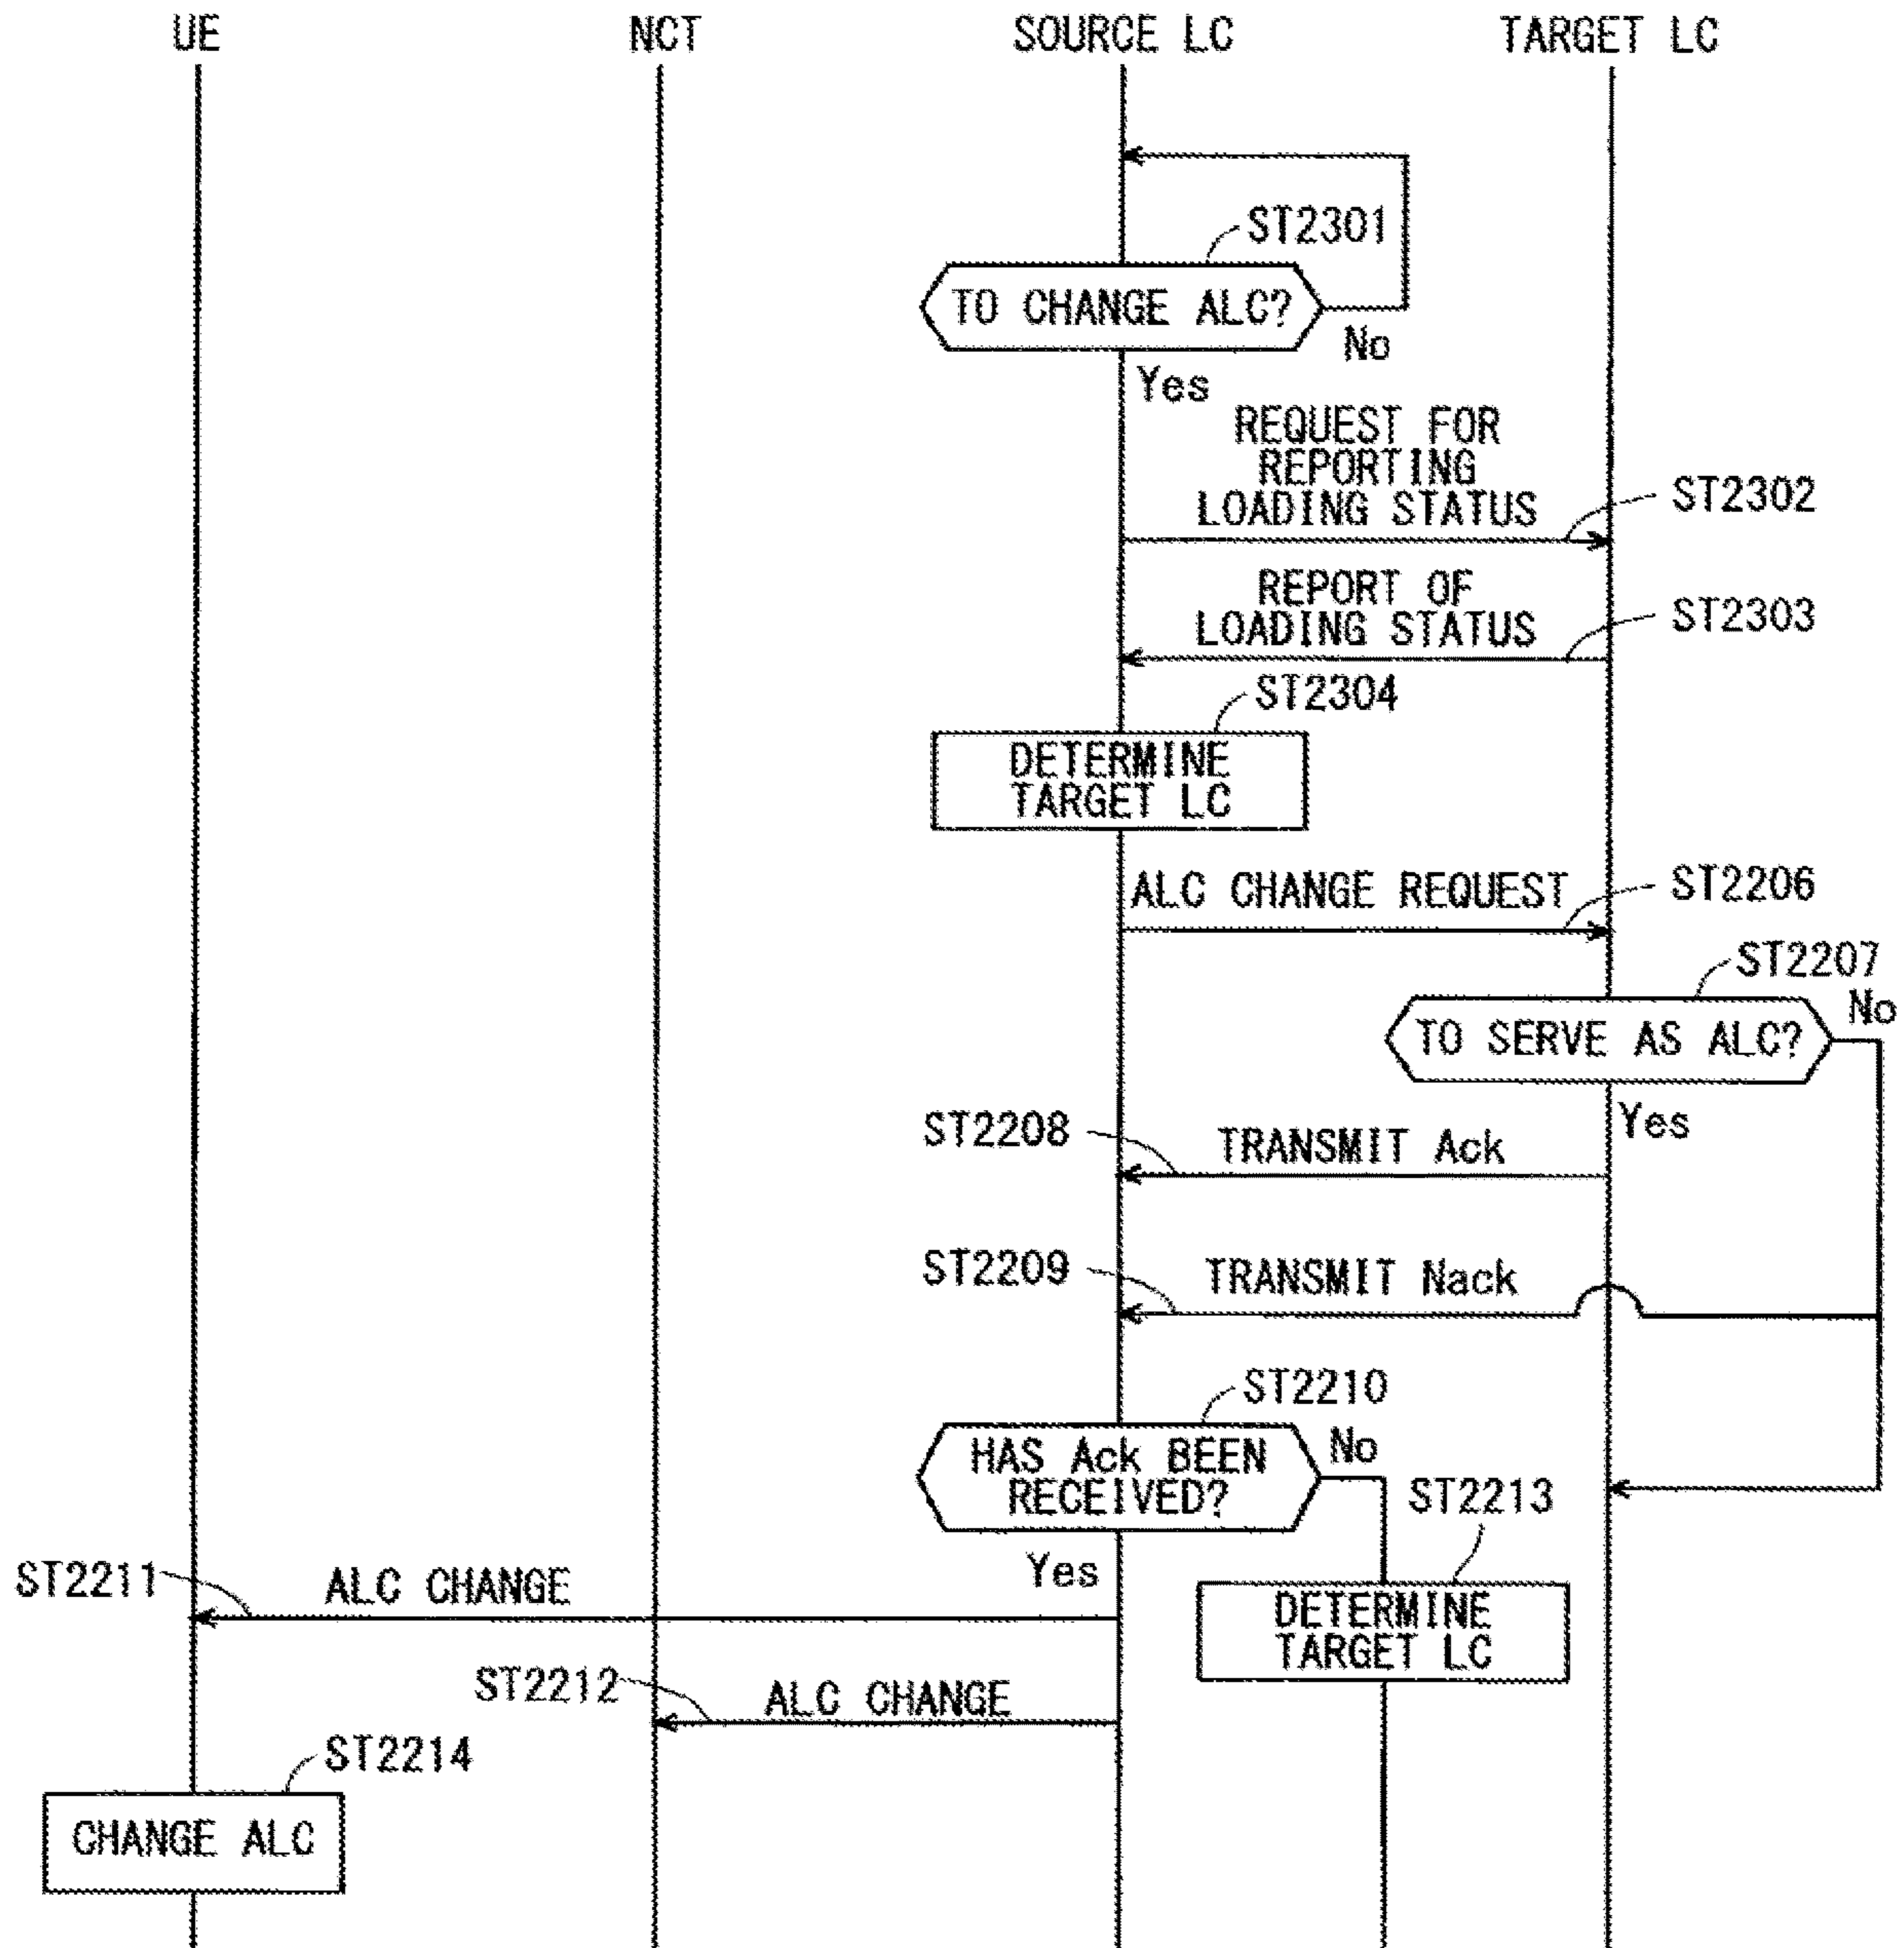 UE
NCT
SOURCE LC
TARGET LC
ST2301
TO CHANGE ALC?
No
Yes
REQUEST FOR
REPORTING
LOADING STATUS
ST2302
REPORT OF
LOADING STATUS
ST2303
ST2304
DETERMINE
TARGET LC
ALC CHANGE REQUEST
ST2206
ST2207
No
TO SERVE AS ALC?
Yes
ST2208
TRANSMIT Ack
ST2209
TRANSMIT Nack
ST2210
HAS Ack BEEN
RECEIVED?
No
ST2213
Yes
ST2211
ALC CHANGE
DETERMINE
TARGET LC
ST2212
ALC CHANGE
ST2214
CHANGE ALC